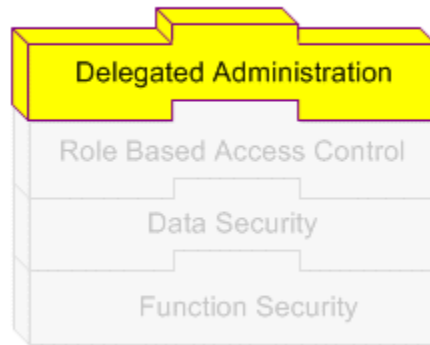 Delegated Administration
Role Based Access Control
Data Security
Function Security